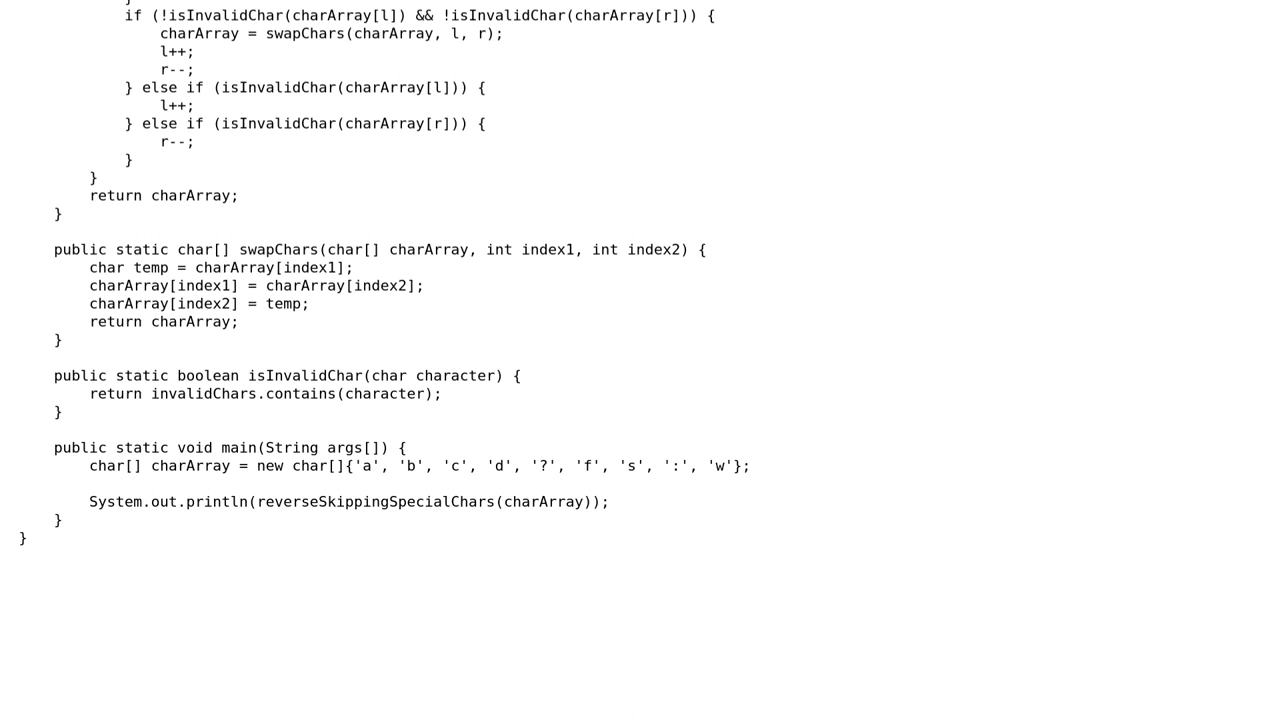 }
            if (!isInvalidChar(charArray[l]) && !isInvalidChar(charArray[r])) {
                charArray = swapChars(charArray, l, r);
                l++;
                r--;
            } else if (isInvalidChar(charArray[l])) {
                l++;
            } else if (isInvalidChar(charArray[r])) {
                r--;
            }
        }
        return charArray;
    }

    public static char[] swapChars(char[] charArray, int index1, int index2) {
        char temp = charArray[index1];
        charArray[index1] = charArray[index2];
        charArray[index2] = temp;
        return charArray;
    }

    public static boolean isInvalidChar(char character) {
        return invalidChars.contains(character);
    }

    public static void main(String args[]) {
        char[] charArray = new char[]{'a', 'b', 'c', 'd', '?', 'f', 's', ':', 'w'};

        System.out.println(reverseSkippingSpecialChars(charArray));
    }
}